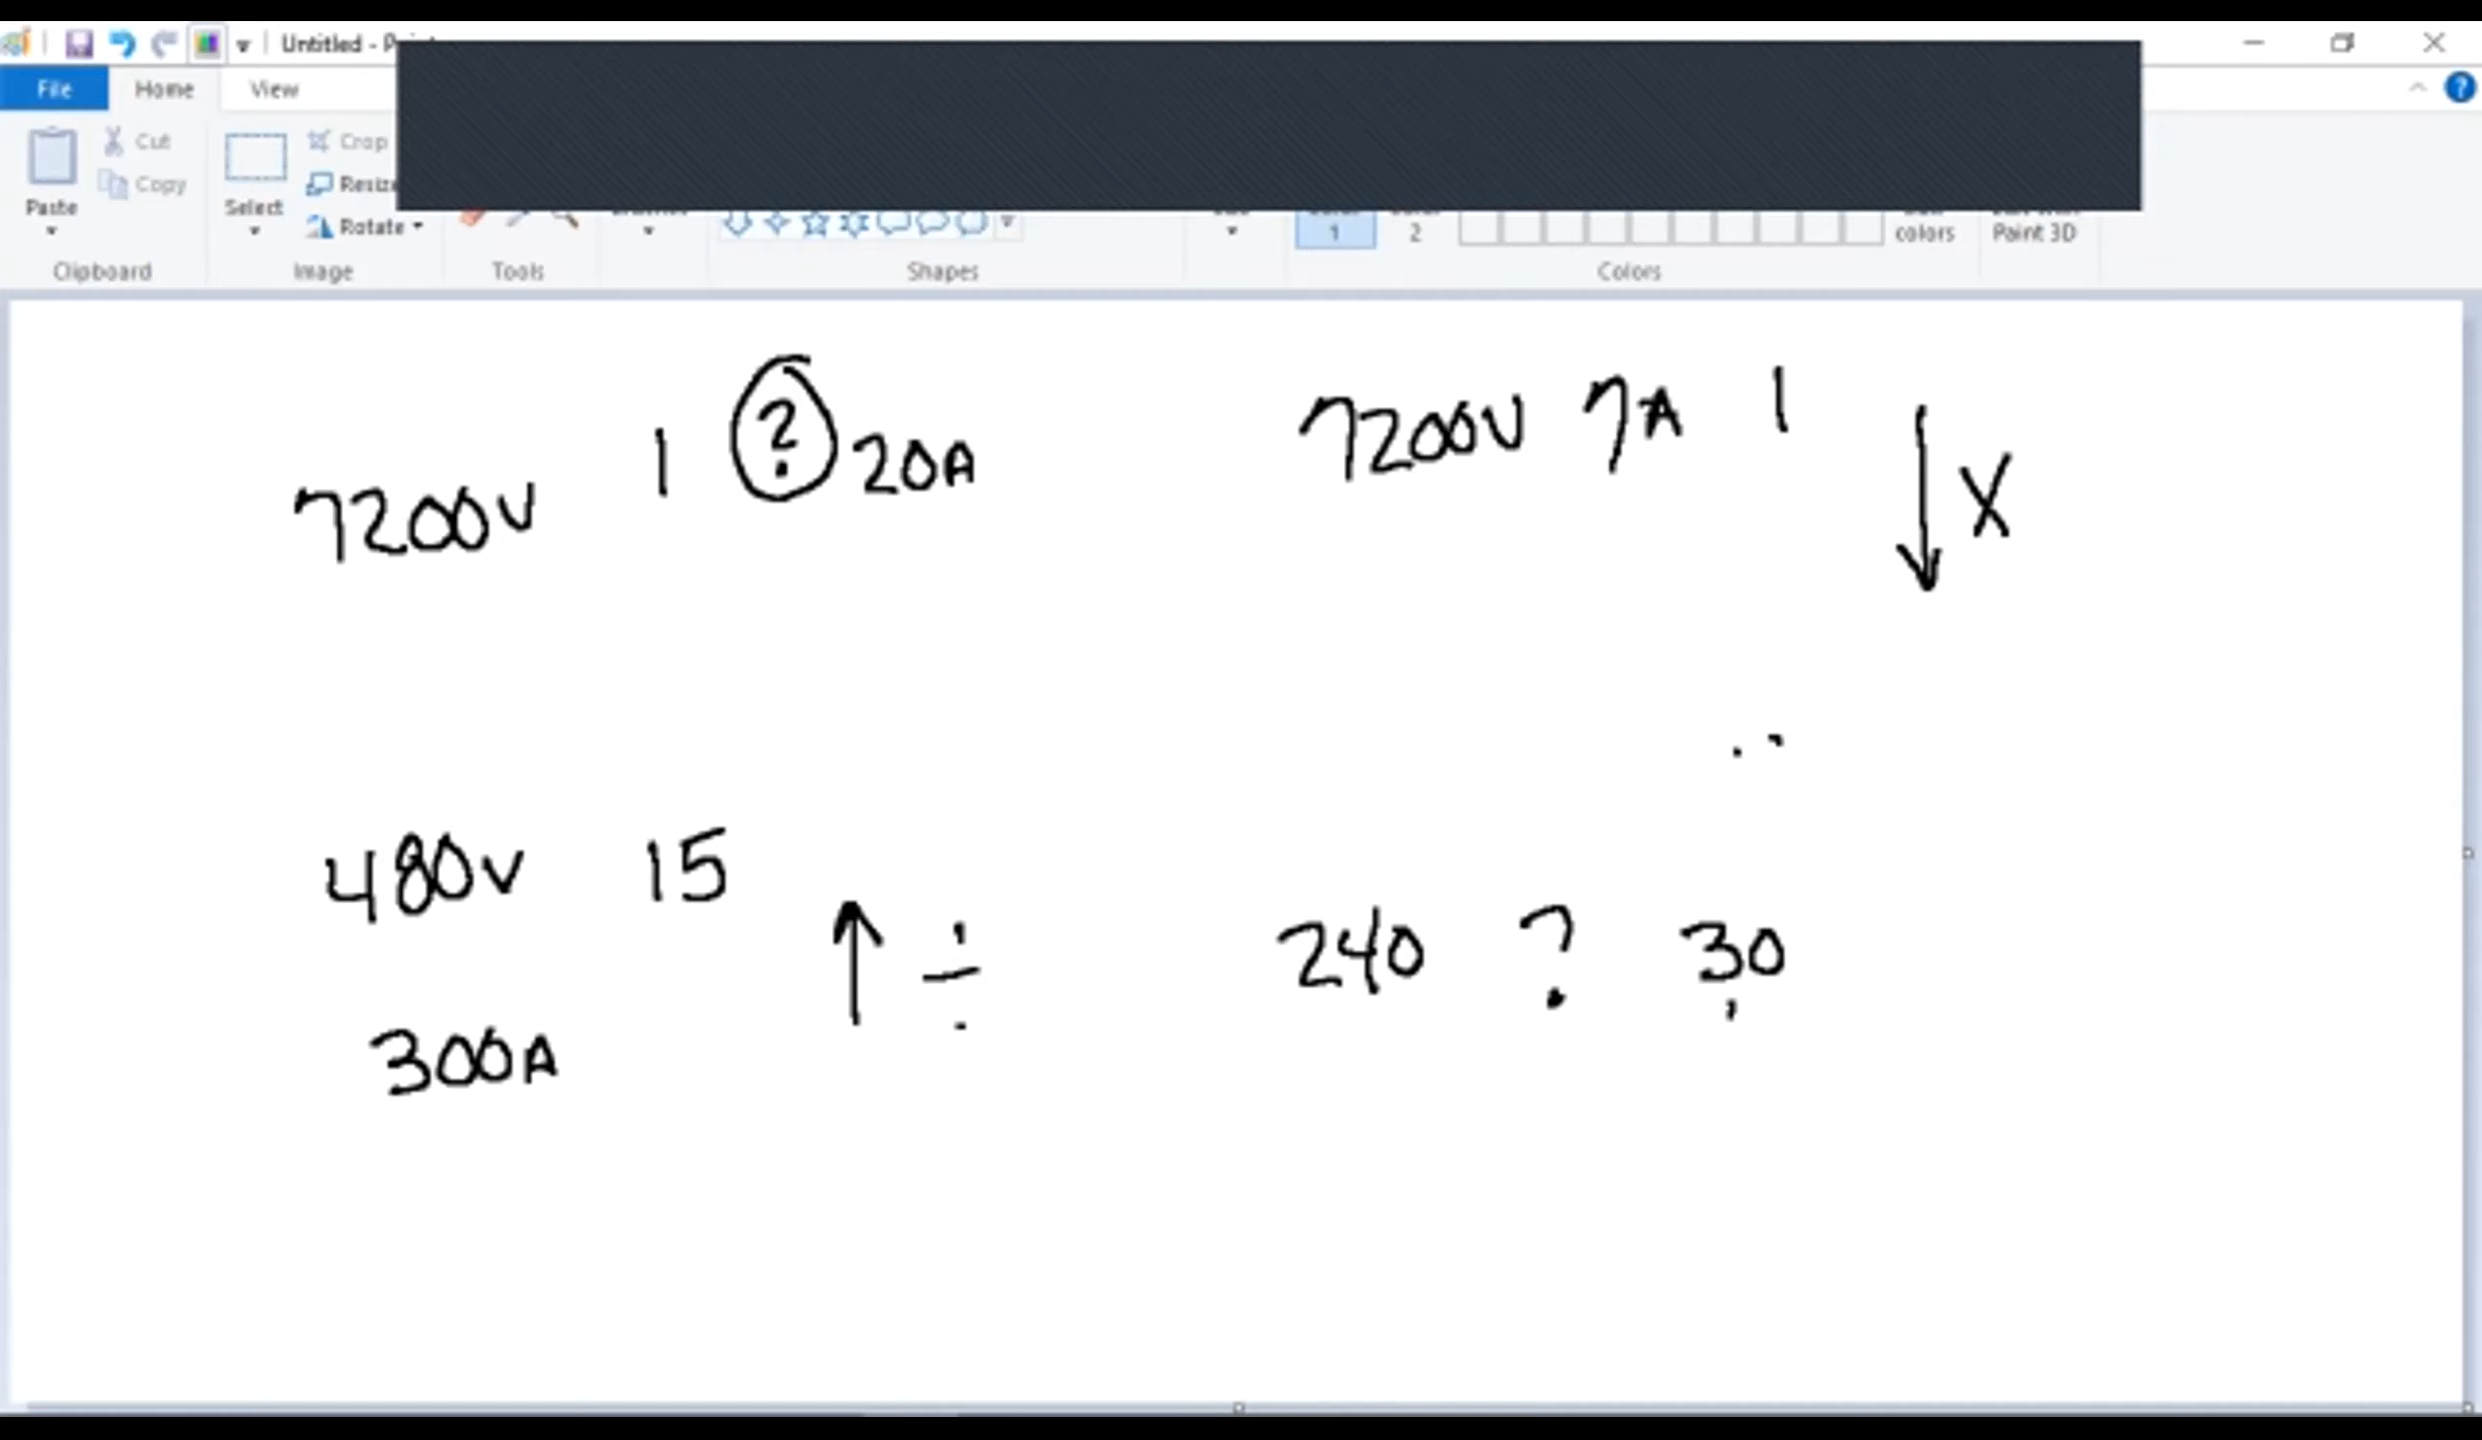 Untitled - P
File Home View
Cut
Copy
Paste
Crop
Resize
Select
Rotate
1 2
colors
Paint 3D
Clipboard Image Tools Shapes Colors
7200V 1 ? 20A
7200V 7A 1
X
480V 15
÷
300A
240 ? 30